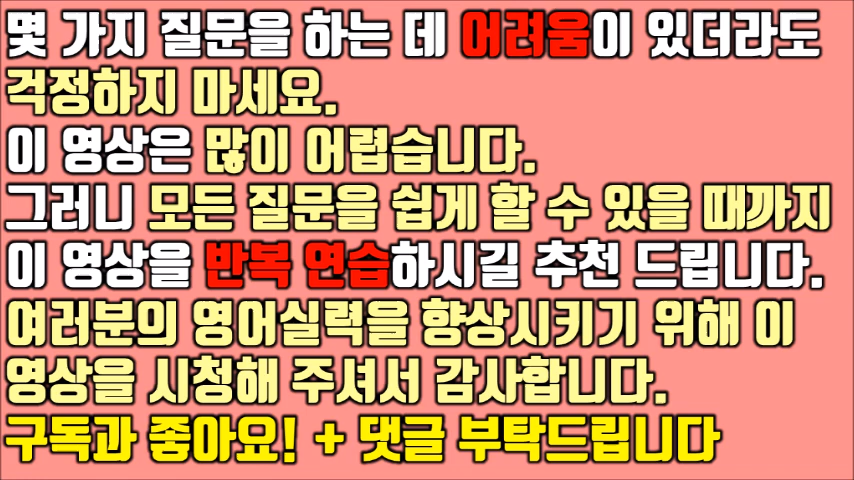 몇 가지 질문을 하는 데 어려움이 있더라도
걱정하지 마세요.
이 영상은 많이 어렵습니다.
그러니 모든 질문을 쉽게 할 수 있을 때까지
이 영상을 반복 연습하시길 추천 드립니다.
여러분의 영어실력을 향상시키기 위해 이
영상을 시청해 주셔서 감사합니다.
구독과 좋아요! + 댓글 부탁드립니다